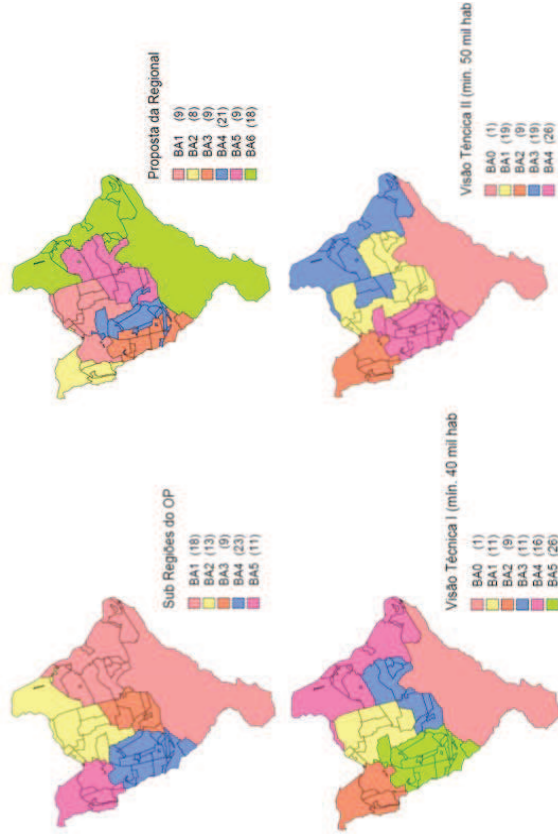 Sub Regiões do OP
BA1 (18)
BA2 (13)
BA3 (9)
BA4 (23)
BA5 (11)
Proposta da Regional
BA1 (9)
BA2 (8)
BA3 (9)
BA4 (21)
BA5 (9)
BA6 (18)
Visão Técnica I (mín. 40 mil hab
BA0 (1)
BA1 (11)
BA2 (9)
BA3 (11)
BA4 (16)
BA5 (26)
Visão Têncica II (min. 50 mil hab
BA0 (1)
BA1 (19)
BA2 (9)
BA3 (19)
BA4 (26)